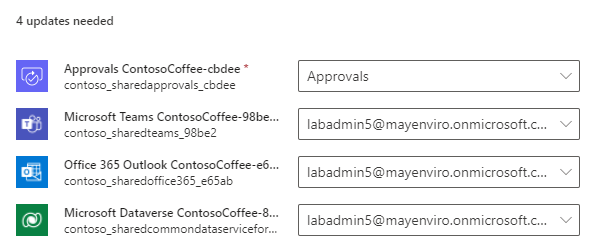 4 updates needed
Approvals ContosoCoffee-cbdee *
contoso_sharedapprovals_cbdee
Approvals
Microsoft Teams ContosoCoffee-98be...
contoso_sharedteams_98be2
labadmin5@mayenviro.onmicrosoft.c...
Office 365 Outlook ContosoCoffee-e6...
contoso_sharedoffice365_e65ab
labadmin5@mayenviro.onmicrosoft.c...
Microsoft Dataverse ContosoCoffee-8...
contoso_sharedcommondataservicefor...
labadmin5@mayenviro.onmicrosoft.c...